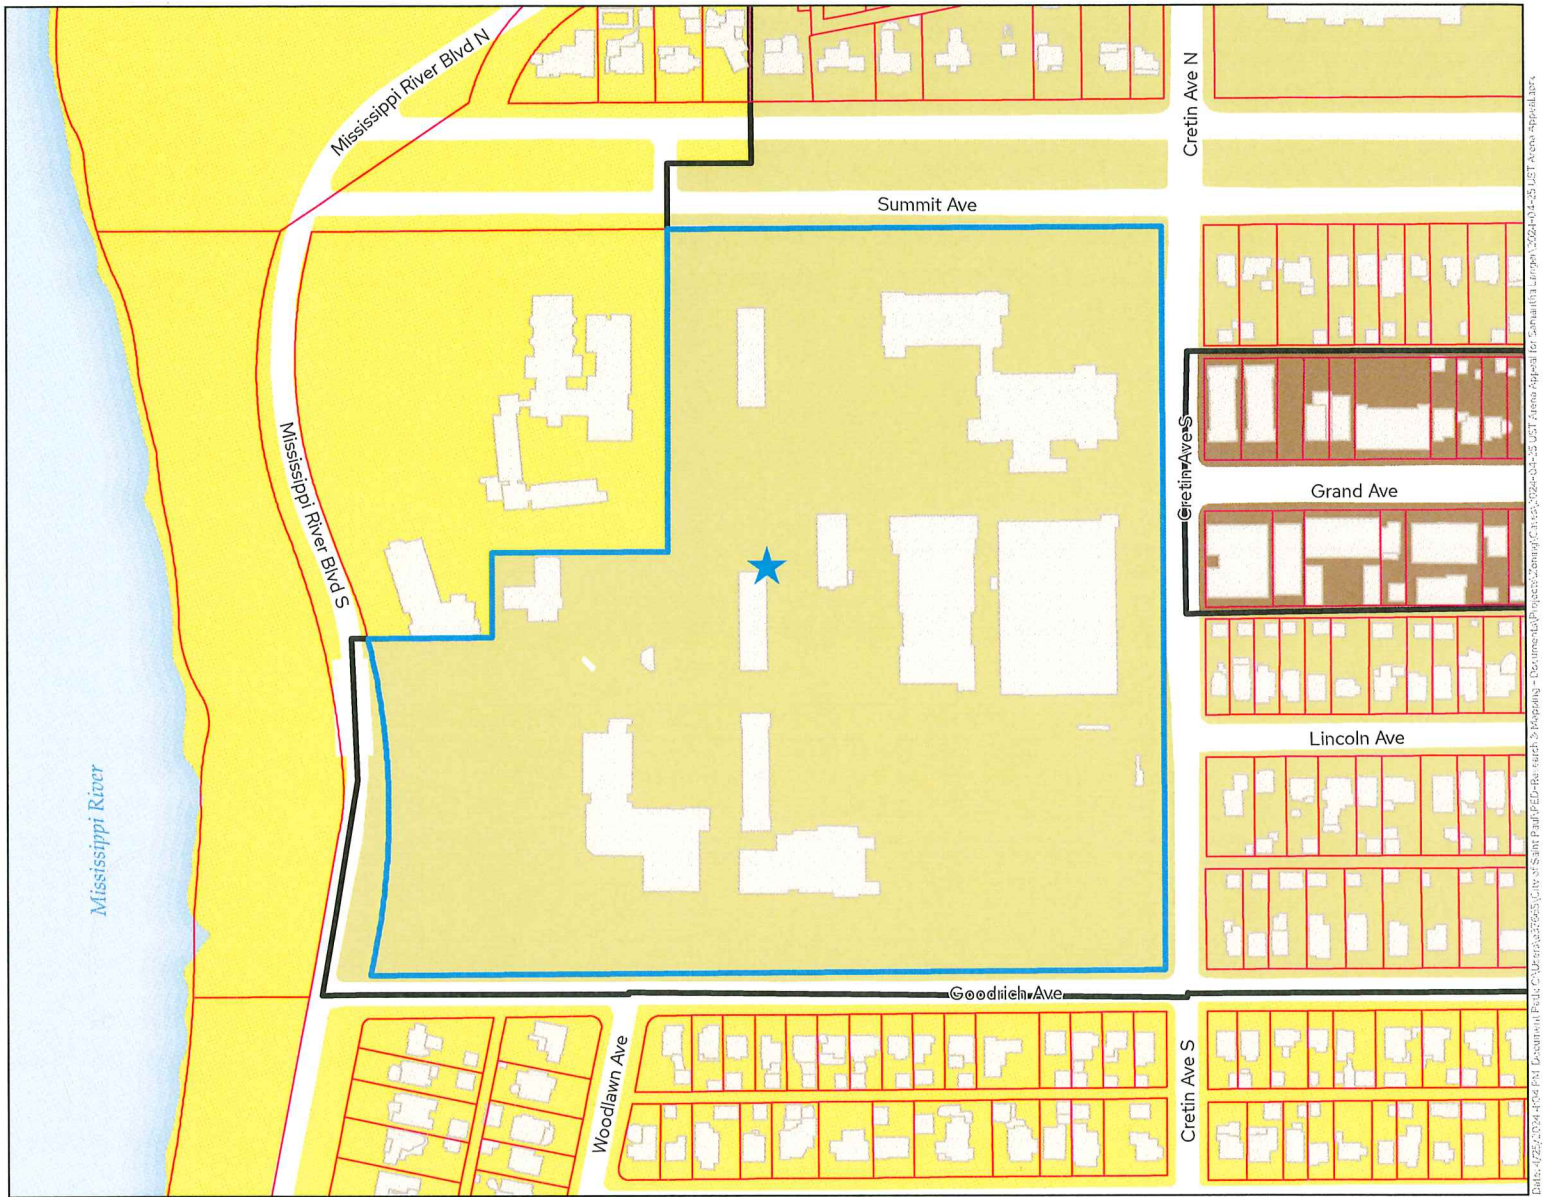 Mississippi River Blvd N
Cretin Ave N
Summit Ave
Mississippi River Blvd S
Cretin Ave S
Grand Ave
Lincoln Ave
Mississippi River
Goodrich Ave
Woodlawn Ave
Cretin Ave S